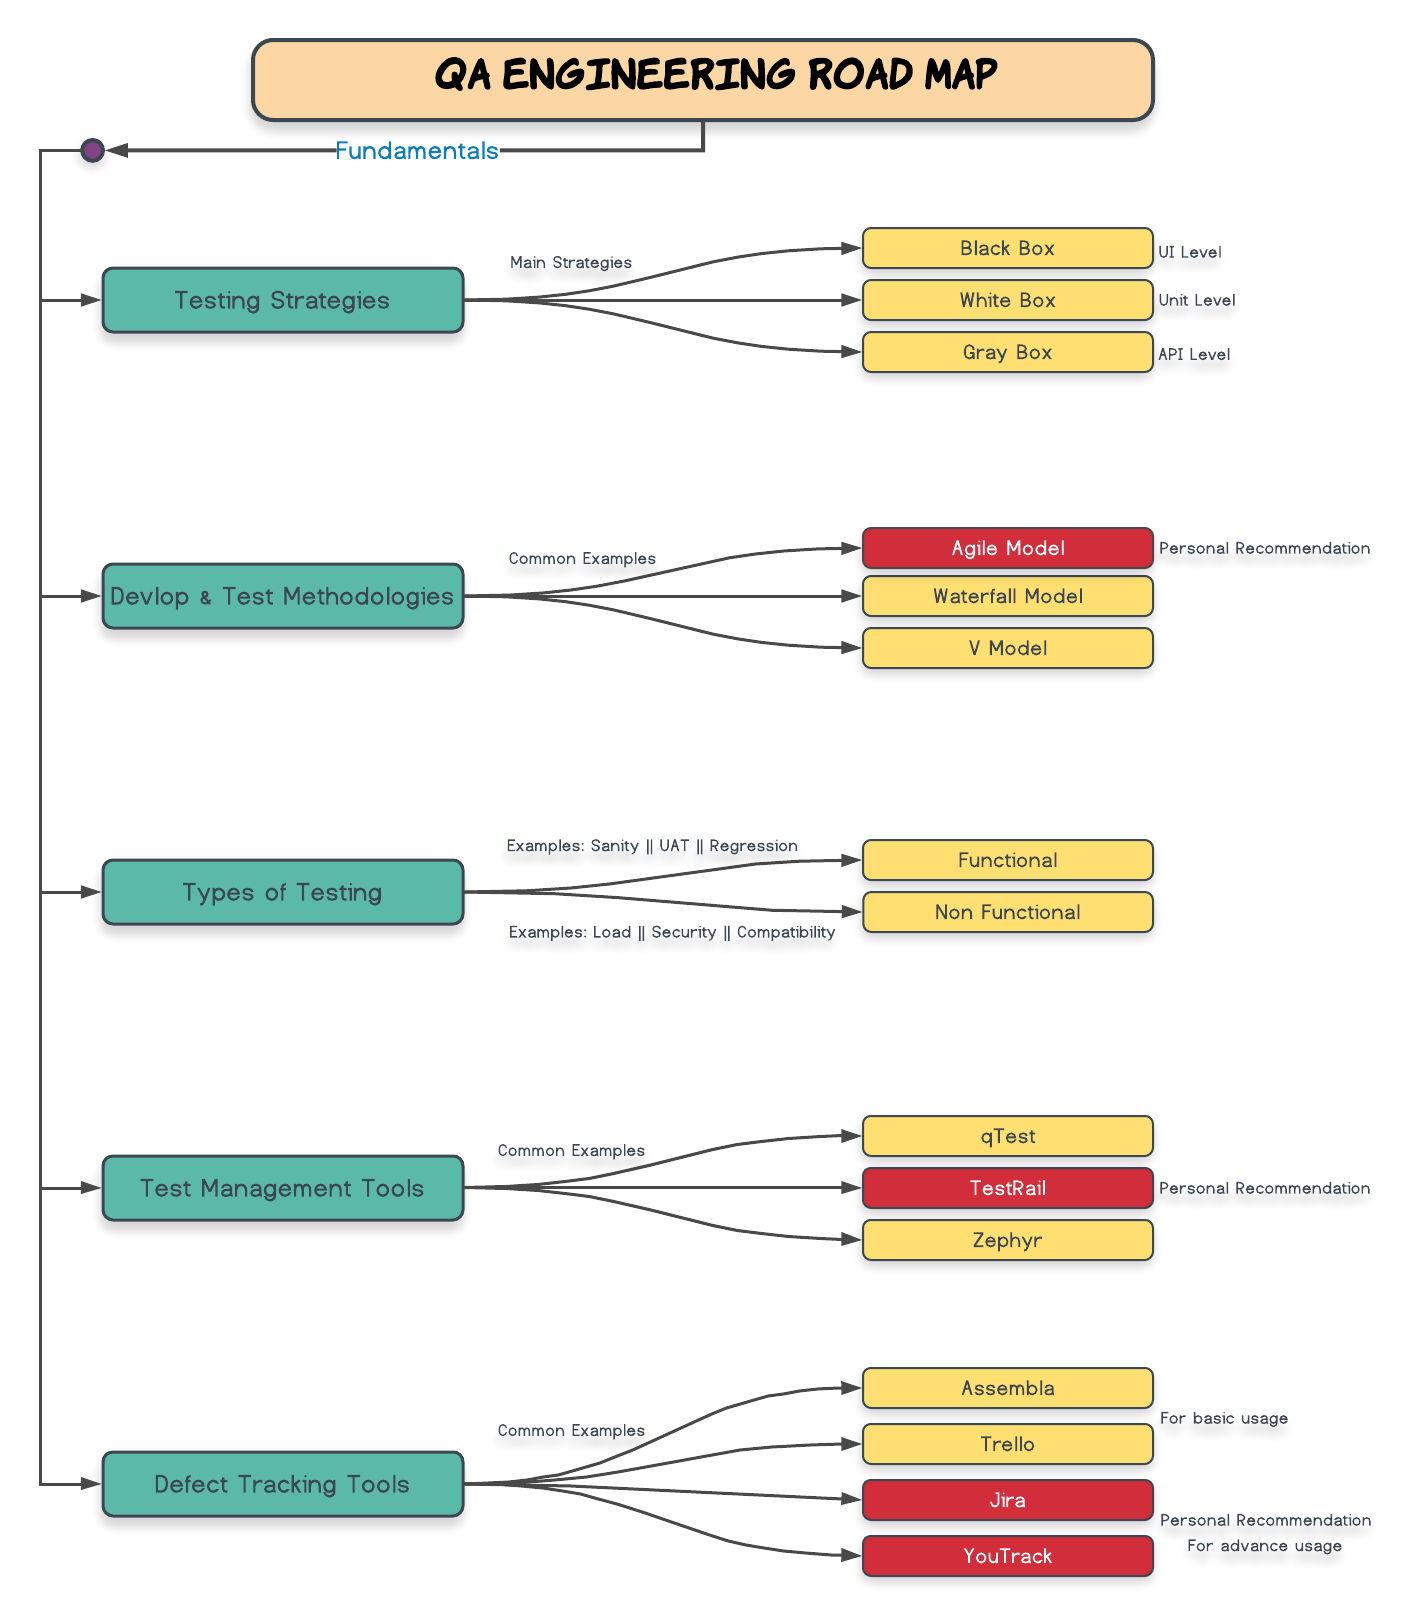 QA ENGINEERING ROAD MAP
Fundamentals
Testing Strategies
Main Strategies
Black Box
UI Level
White Box
Unit Level
Gray Box
API Level
Devlop & Test Methodologies
Common Examples
Agile Model
Personal Recommendation
Waterfall Model
V Model
Types of Testing
Examples: Sanity || UAT || Regression
Functional
Non Functional
Examples: Load || Security || Compatibility
Test Management Tools
Common Examples
qTest
TestRail
Personal Recommendation
Zephyr
Defect Tracking Tools
Common Examples
Assembla
For basic usage
Trello
Jira
Personal Recommendation
For advance usage
YouTrack